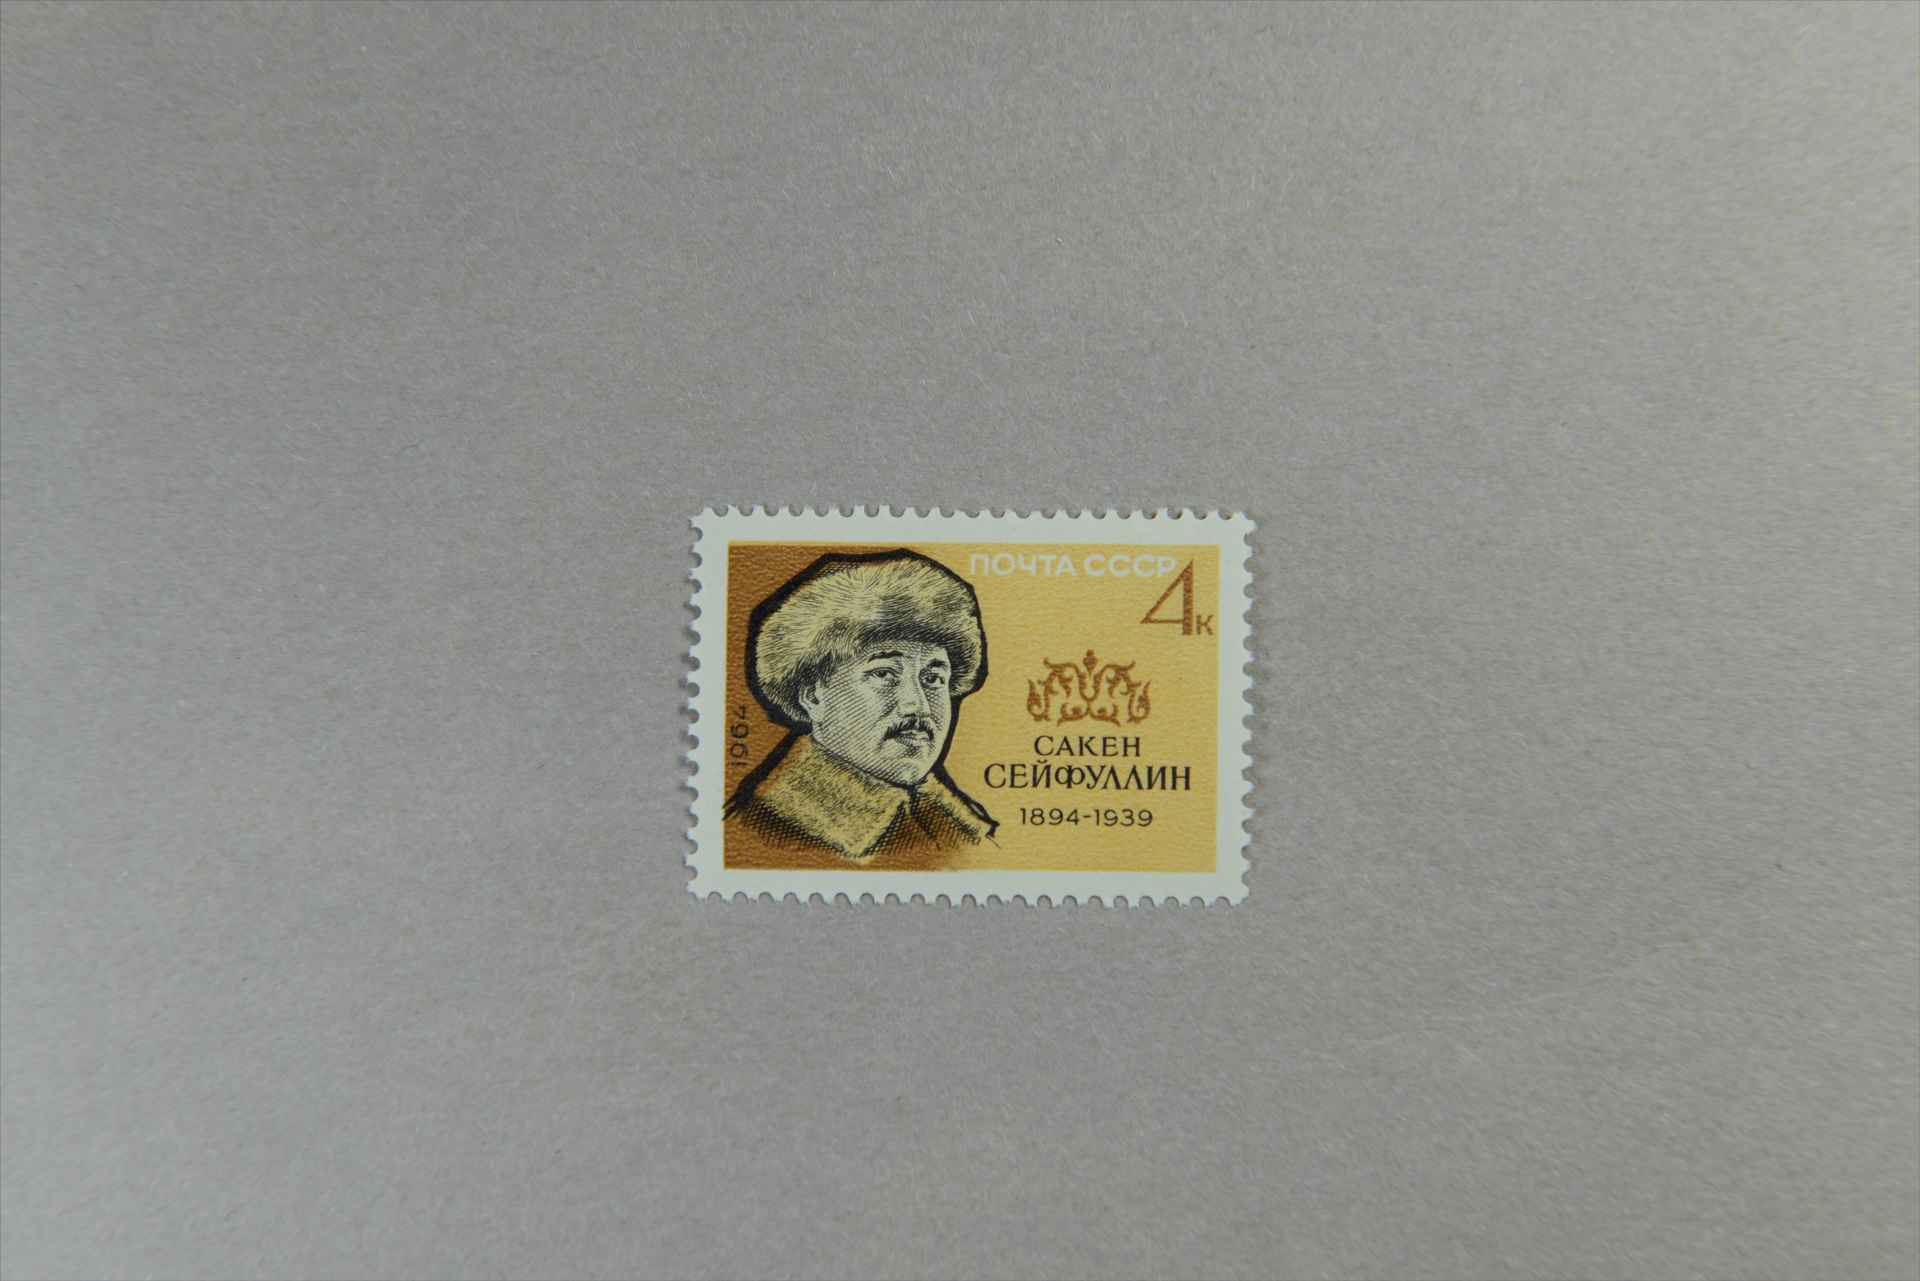 ПОЧТА СССР
4к
1964
САКЕН
СЕЙФУЛЛИН
1894-1939